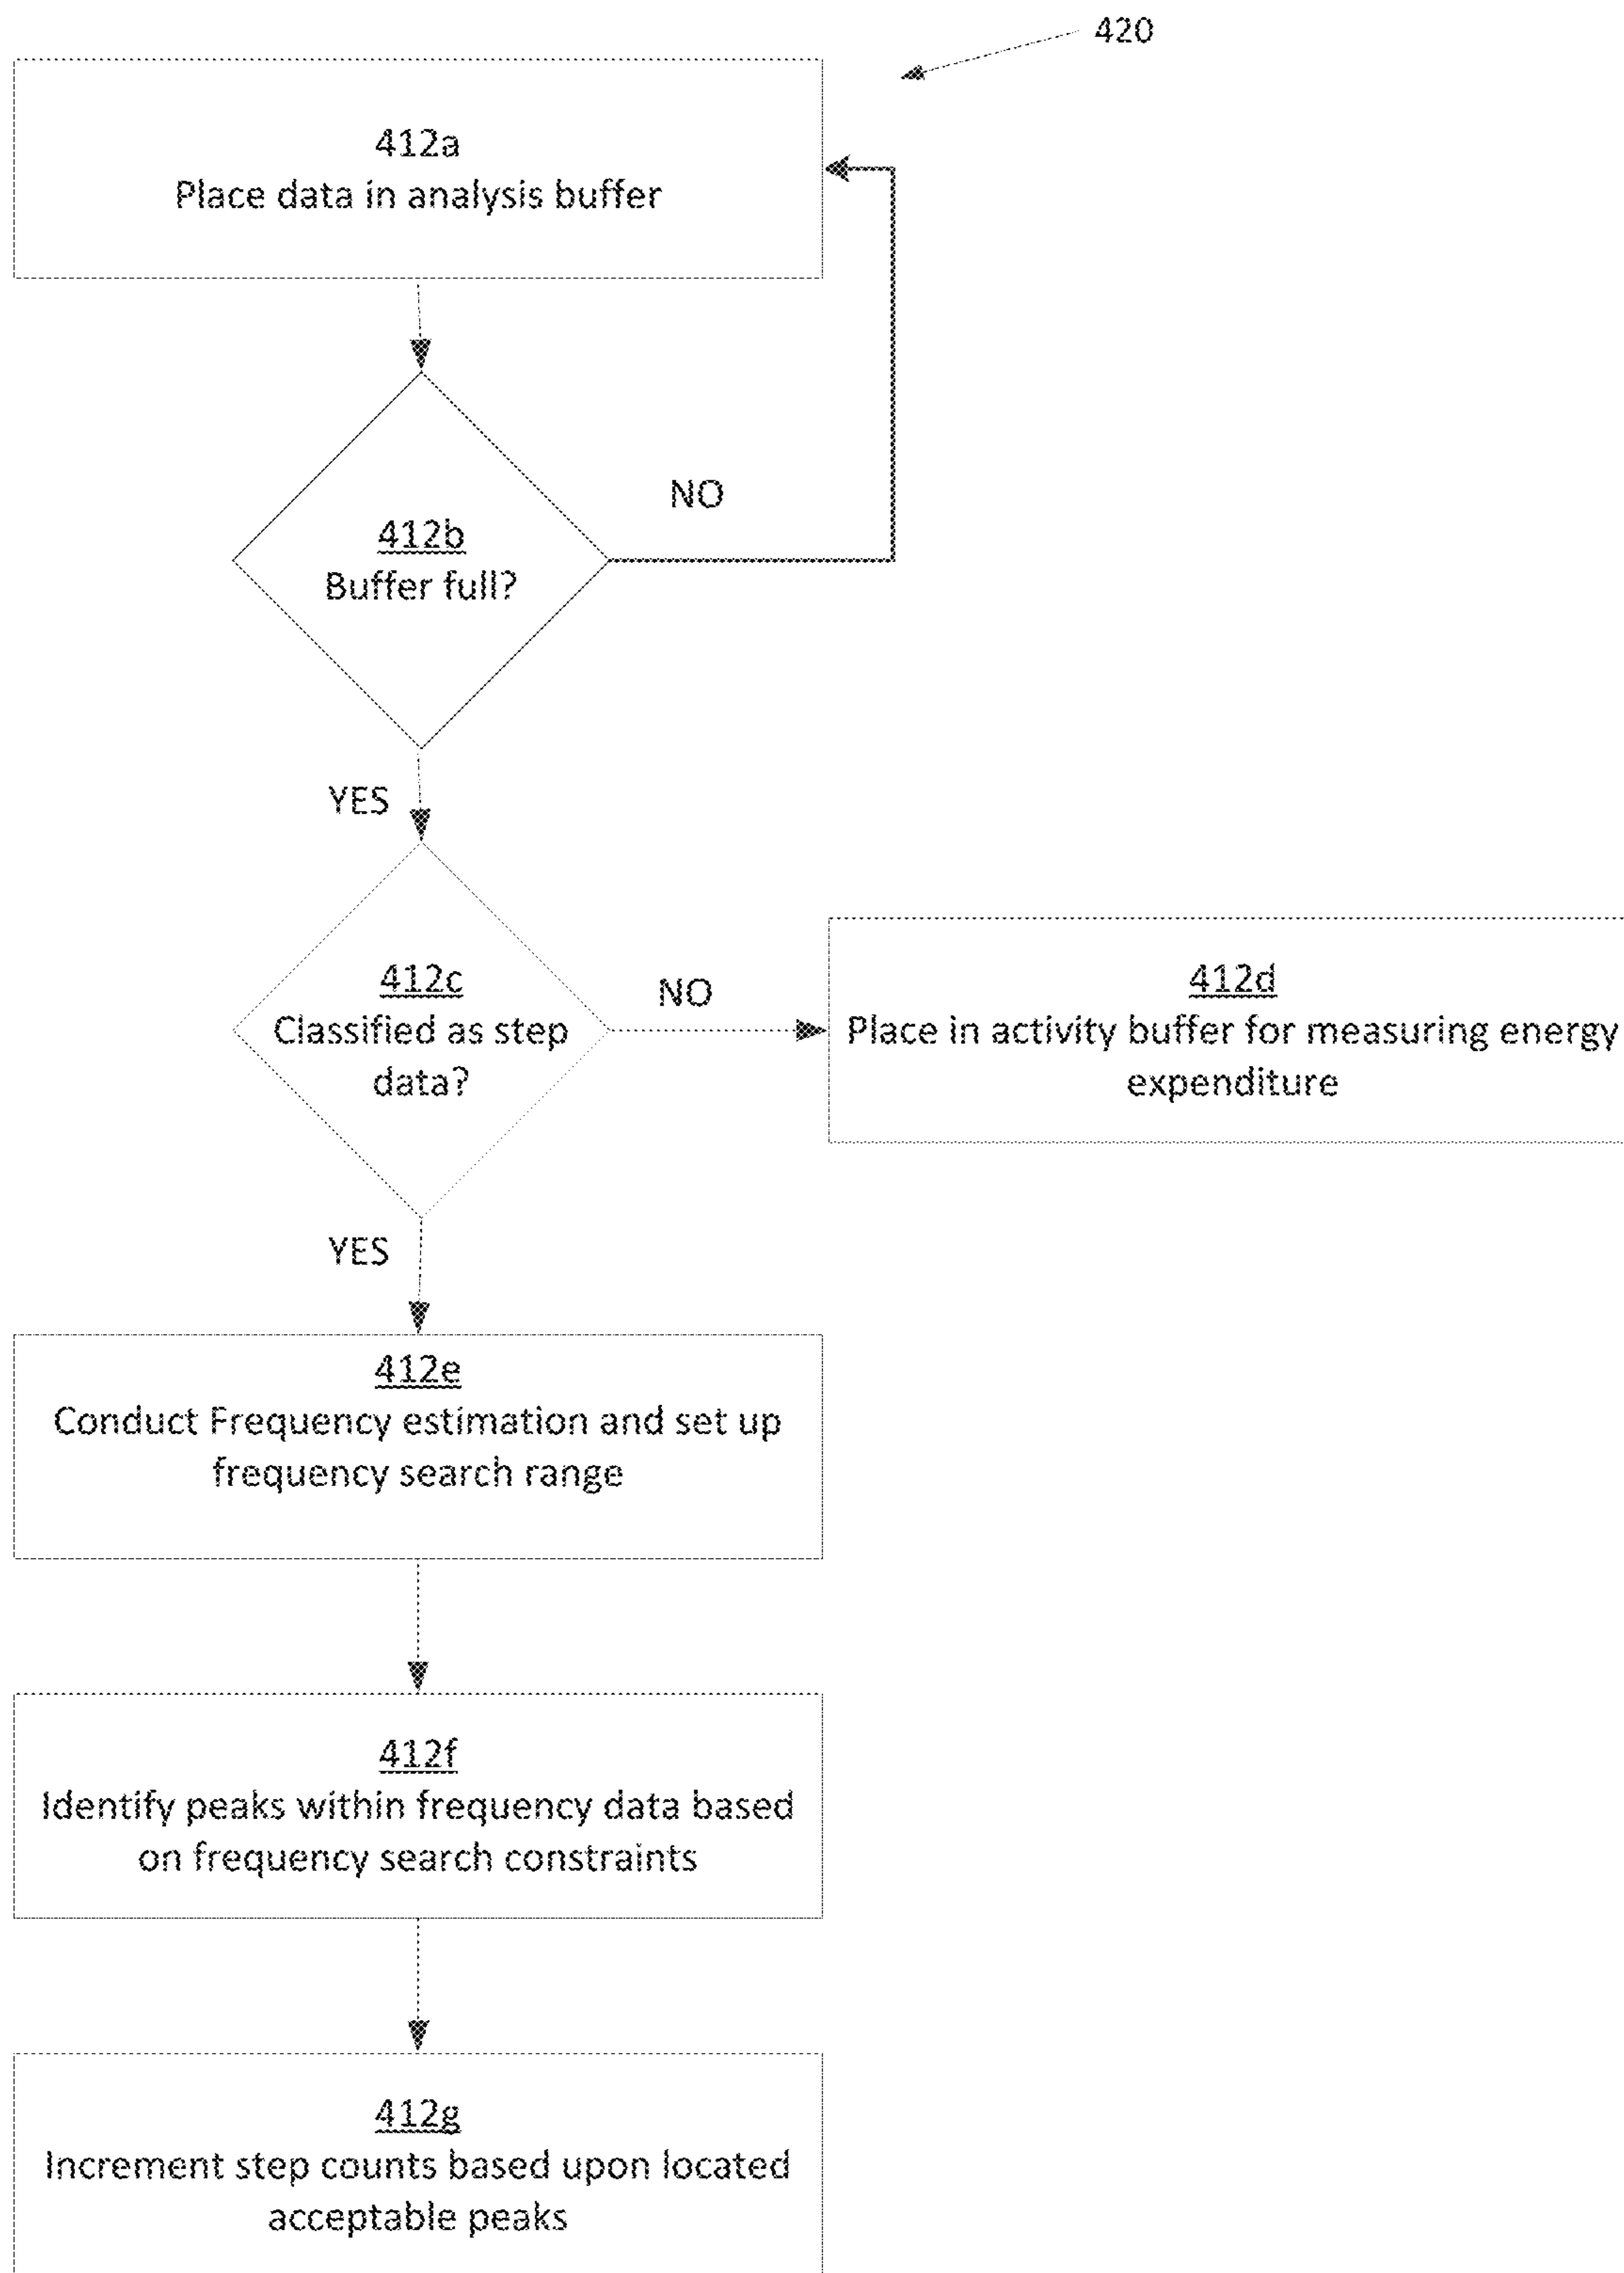 420
412a
Place data in analysis buffer
NO
412b
Buffer full?
YES
412c
Classified as step
data?
NO
412d
Place in activity buffer for measuring energy
expenditure
YES
412e
Conduct Frequency estimation and set up
frequency search range
412f
Identify peaks within frequency data based
on frequency search constraints
412g
Increment step counts based upon located
acceptable peaks